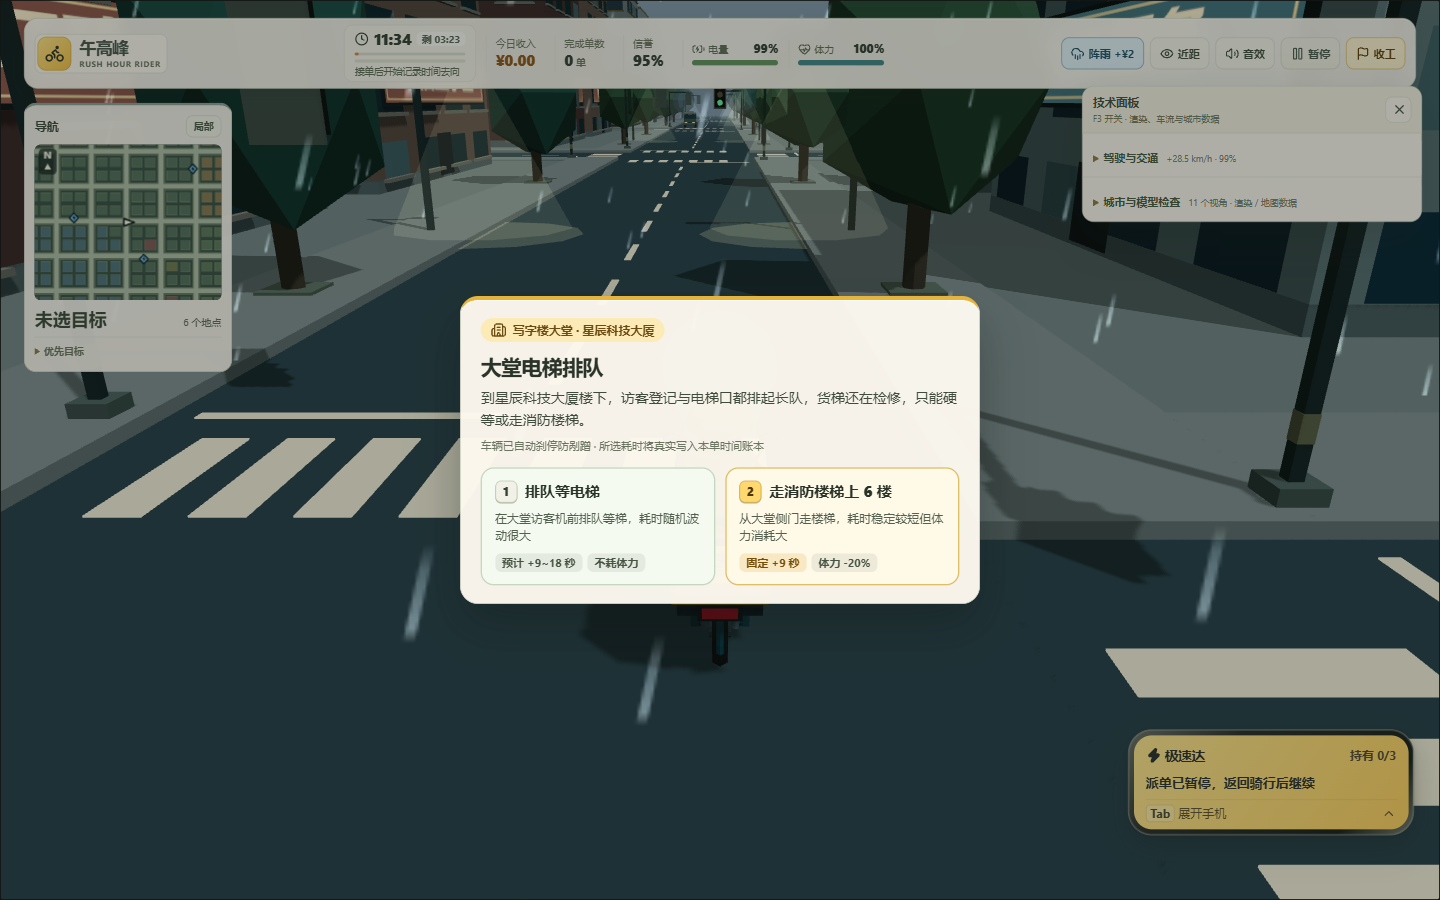 午高峰
RUSH HOUR RIDER
11:34 剩 03:23
接单后开始记录时间去向
今日收入
¥0.00
完成单数
0 单
信誉
95%
电量 99%
体力 100%
阵雨 +¥2
近距
音效
暂停
收工
导航 局部
N
未选目标 6 个地点
优先目标
技术面板
F3 开关 · 渲染、车流与城市数据
驾驶与交通 +28.5 km/h · 99%
城市与模型检查 11 个视角 · 渲染 / 地图数据
写字楼大堂 · 星辰科技大厦
大堂电梯排队
到星辰科技大厦楼下，访客登记与电梯口都排起长队，货梯还在检修，只能硬
等或走消防楼梯。
车辆已自动刹停防剐蹭 · 所选耗时将真实写入本单时间账本
1 排队等电梯
在大堂访客机前排队等梯，耗时随机波
动很大
预计 +9~18 秒 不耗体力
2 走消防楼梯上 6 楼
从大堂侧门走楼梯，耗时稳定较短但体
力消耗大
固定 +9 秒 体力 -20%
极速达 持有 0/3
派单已暂停，返回骑行后继续
Tab 展开手机